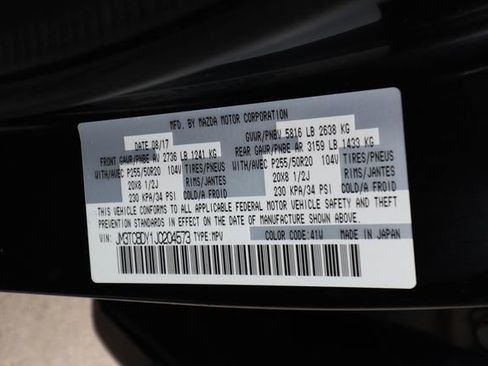 MFD. BY MAZDA MOTOR CORPORATION
DATE 08/17 GVWR/PNBV 5816 LB 2638 KG
FRONT GAWR/PNBE AV 2736 LB 1241 KG REAR GAWR/PNBE AR 3159 LB 1433 KG
WITH/AVEC P255/50R20 104V TIRES/PNEUS WITH/AVEC P255/50R20 104V TIRES/PNEUS
20X8 1/2J RIMS/JANTES 20X8 1/2J RIMS/JANTES
230 KPA/34 PSI COLD/A FROID 230 KPA/34 PSI COLD/A FROID
THIS VEHICLE CONFORMS TO ALL APPLICABLE FEDERAL MOTOR VEHICLE SAFETY AND THEFT
PREVENTION STANDARDS IN EFFECT ON THE DATE OF MANUFACTURE SHOWN ABOVE.
VIN: JM3TCBDY1J0204573 TYPE:MPV COLOR CODE:41W MADE IN JAPAN